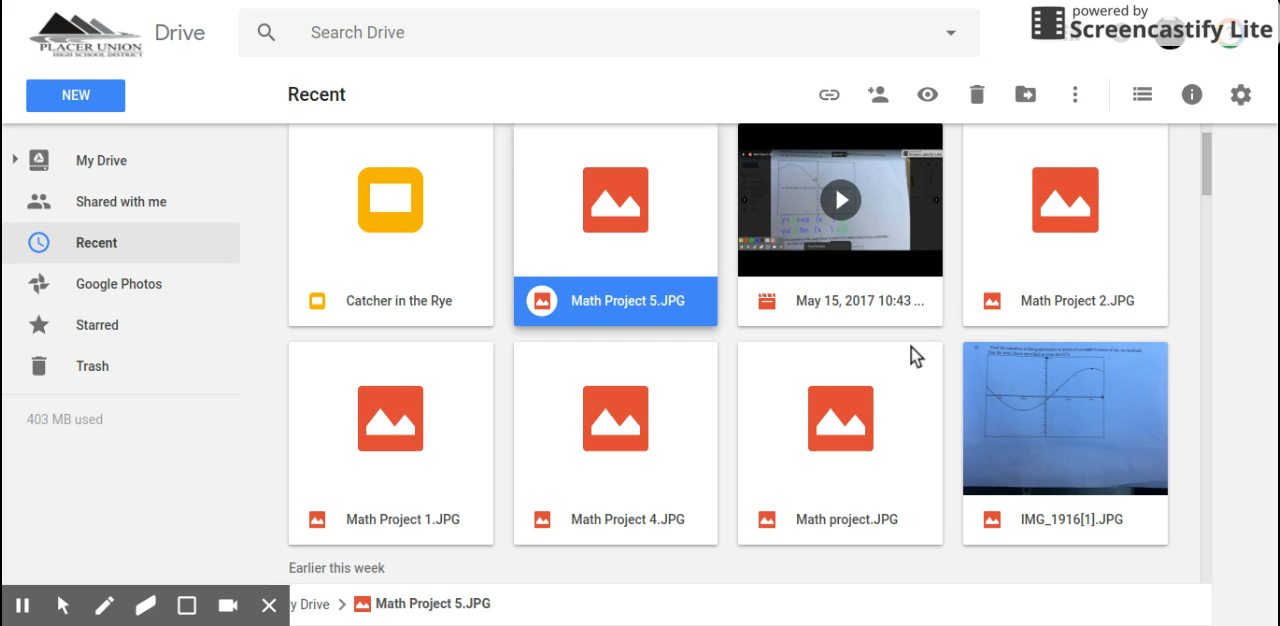 powered by
Screencastify Lite
PLACER UNION
HIGH SCHOOL DISTRICT
Drive
Search Drive
NEW
Recent
My Drive
Shared with me
Recent
Google Photos
Starred
Trash
403 MB used
Catcher in the Rye
Math Project 5.JPG
May 15, 2017 10:43 ...
Math Project 2.JPG
Math Project 1.JPG
Math Project 4.JPG
Math project.JPG
IMG_1916[1].JPG
Earlier this week
y Drive > Math Project 5.JPG